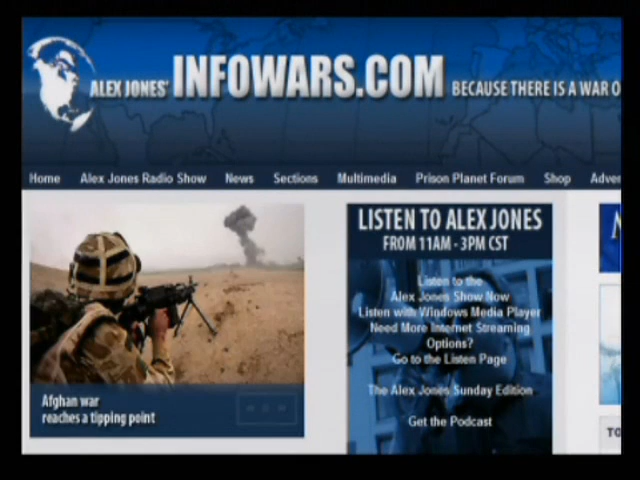 ALEX JONES' INFOWARS.COM BECAUSE THERE IS A WAR O
Home Alex Jones Radio Show News Sections Multimedia Prison Planet Forum Shop Adver
LISTEN TO ALEX JONES
FROM 11AM - 3PM CST
Listen to the
Alex Jones Show Now
Listen with Windows Media Player
Need More Internet Streaming
Options?
Go to the Listen Page
The Alex Jones Sunday Edition
Get the Podcast
Afghan war
reaches a tipping point
TO